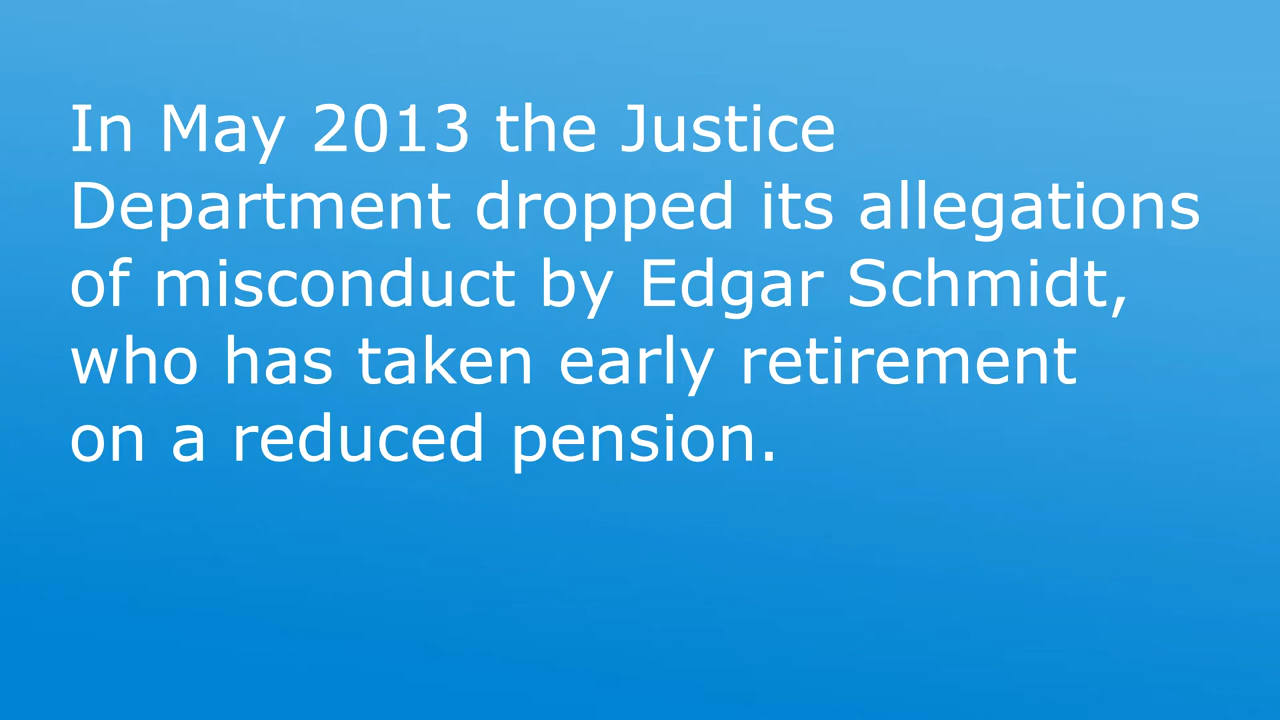 In May 2013 the Justice
Department dropped its allegations
of misconduct by Edgar Schmidt,
who has taken early retirement
on a reduced pension.